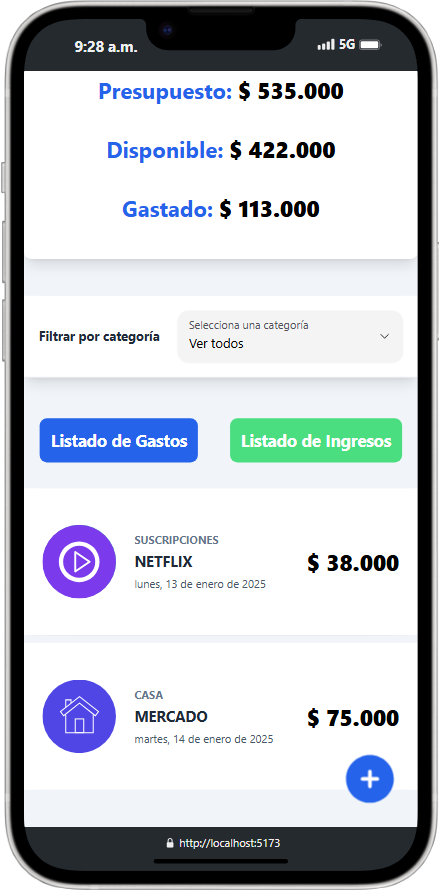 9:28 a.m.
5G
Presupuesto: $ 535.000
Disponible: $ 422.000
Gastado: $ 113.000
Filtrar por categoría
Selecciona una categoría
Ver todos
Listado de Gastos
Listado de Ingresos
SUSCRIPCIONES
NETFLIX
lunes, 13 de enero de 2025
$ 38.000
CASA
MERCADO
martes, 14 de enero de 2025
$ 75.000
+
http://localhost:5173